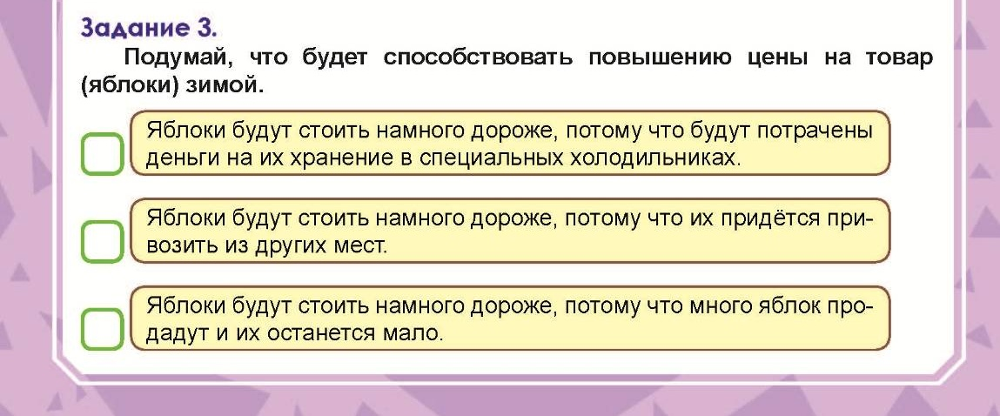 Задание 3.
Подумай, что будет способствовать повышению цены на товар
(яблоки) зимой.
Яблоки будут стоить намного дороже, потому что будут потрачены
деньги на их хранение в специальных холодильниках.
Яблоки будут стоить намного дороже, потому что их придётся при-
возить из других мест.
Яблоки будут стоить намного дороже, потому что много яблок про-
дадут и их останется мало.